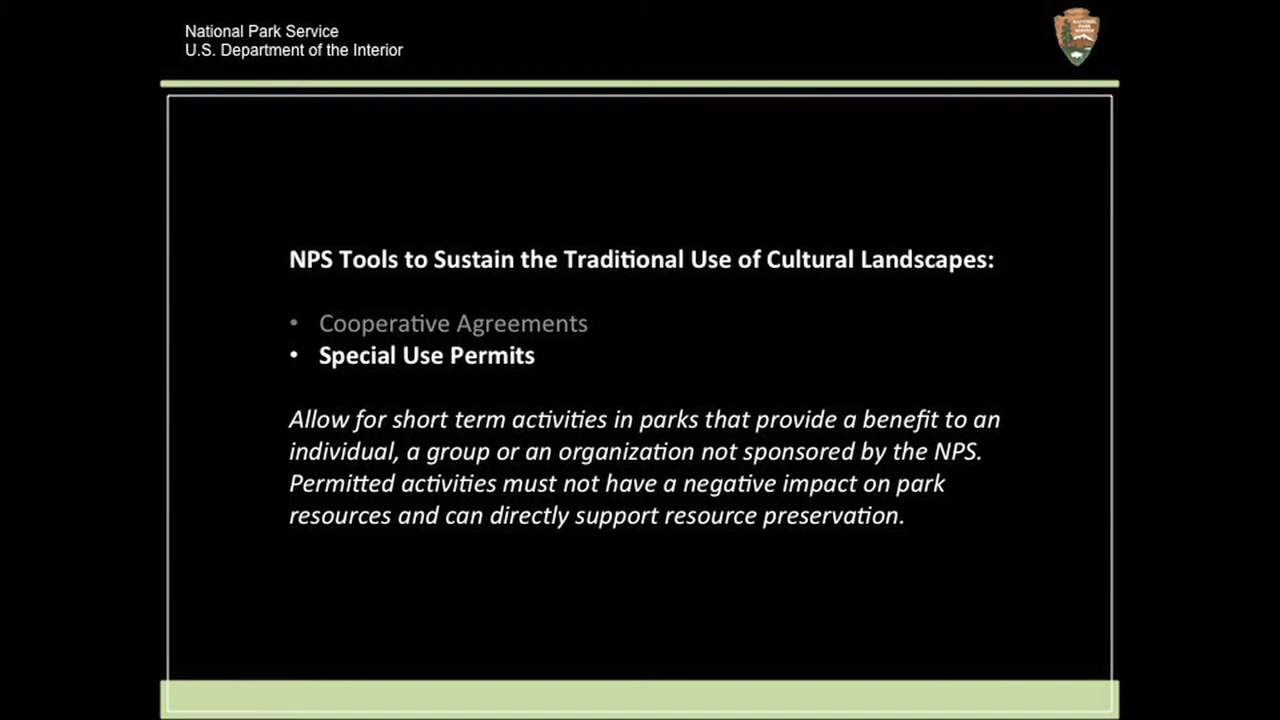 National Park Service
U.S. Department of the Interior
NATIONAL
PARK
SERVICE
NPS Tools to Sustain the Traditional Use of Cultural Landscapes:
• Cooperative Agreements
• Special Use Permits
Allow for short term activities in parks that provide a benefit to an
individual, a group or an organization not sponsored by the NPS.
Permitted activities must not have a negative impact on park
resources and can directly support resource preservation.